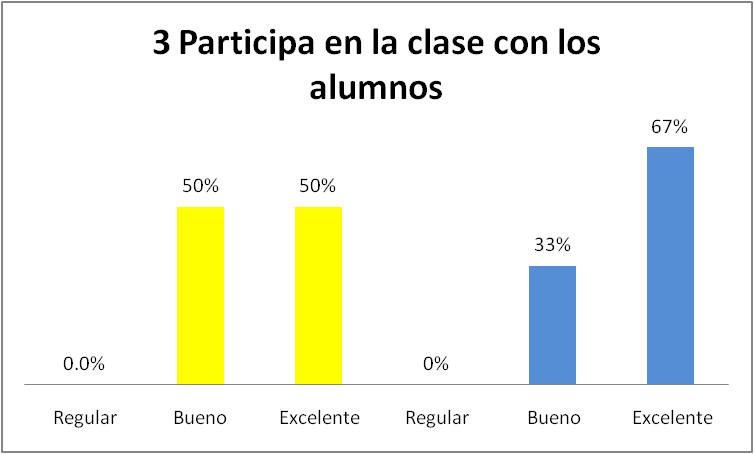 3 Participa en la clase con los
alumnos
67%
50% 50%
33%
0.0% 0%
Regular Bueno Excelente Regular Bueno Excelente